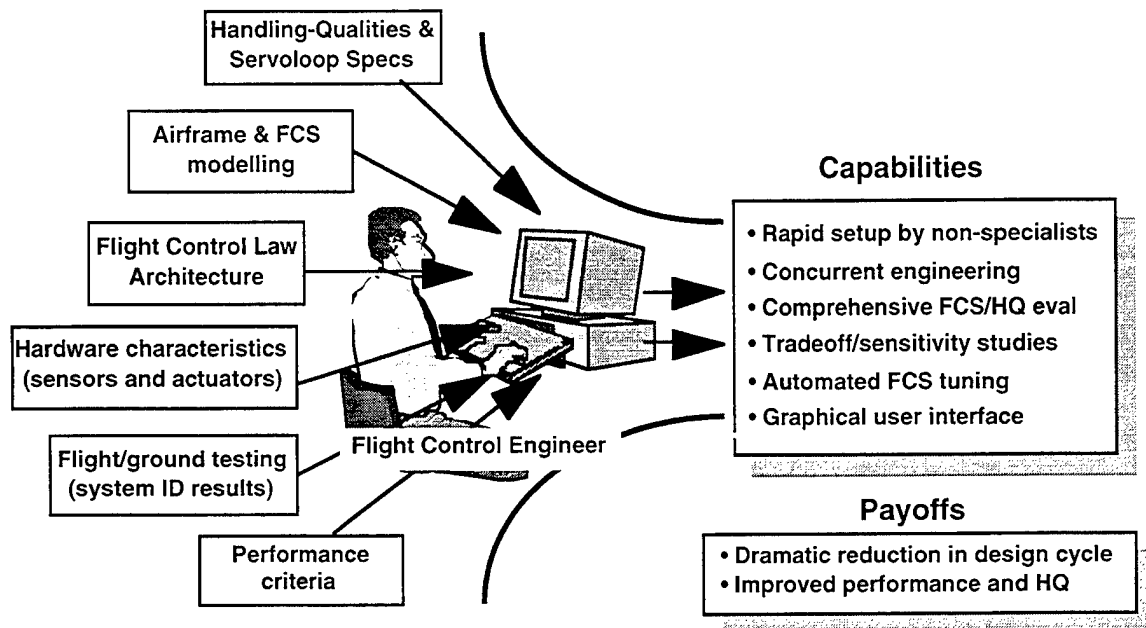 Handling-Qualities &
Servoloop Specs
Airframe & FCS
modelling
Flight Control Law
Architecture
Hardware characteristics
(sensors and actuators)
Flight/ground testing
(system ID results)
Performance
criteria
Flight Control Engineer
Capabilities
• Rapid setup by non-specialists
• Concurrent engineering
• Comprehensive FCS/HQ eval
• Tradeoff/sensitivity studies
• Automated FCS tuning
• Graphical user interface
Payoffs
• Dramatic reduction in design cycle
• Improved performance and HQ